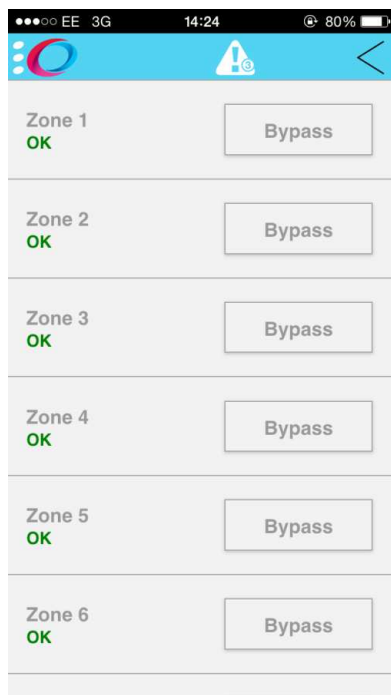 EE 3G 14:24 80%
3
Zone 1
OK
Bypass
Zone 2
OK
Bypass
Zone 3
OK
Bypass
Zone 4
OK
Bypass
Zone 5
OK
Bypass
Zone 6
OK
Bypass